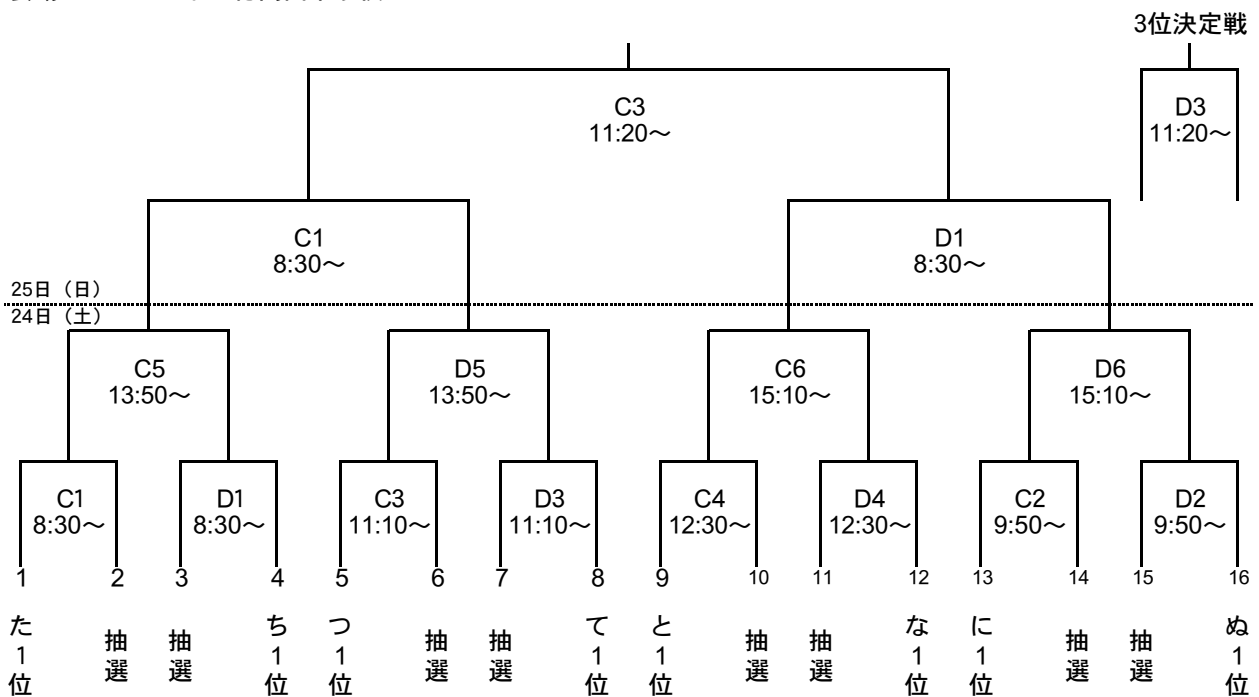 3位決定戦
C3
11:20～
D3
11:20～
C1
8:30～
D1
8:30～
25日（日）
24日（土）
C5
13:50～
D5
13:50～
C6
15:10～
D6
15:10～
C1
8:30～
D1
8:30～
C3
11:10～
D3
11:10～
C4
12:30～
D4
12:30～
C2
9:50～
D2
9:50～
1 2 3 4 5 6 7 8 9 10 11 12 13 14 15 16
た1位
抽選
抽選
ち1位
つ1位
抽選
抽選
て1位
と1位
抽選
抽選
な1位
に1位
抽選
抽選
ぬ1位